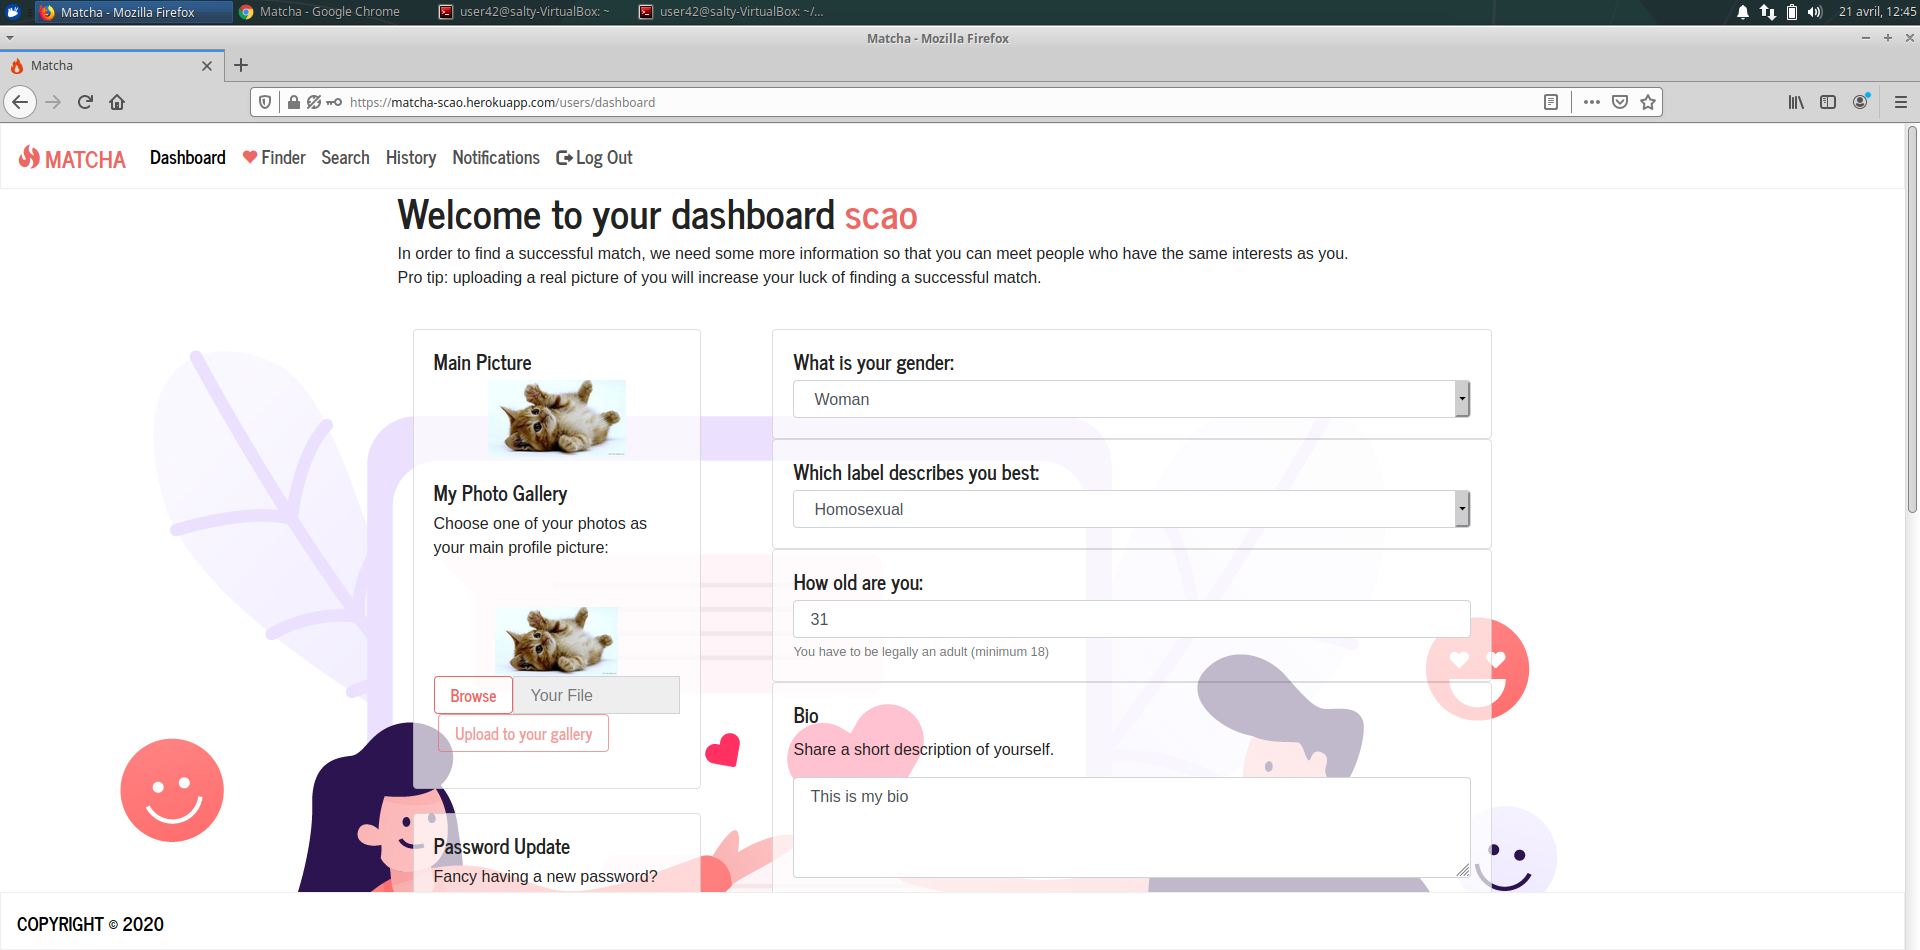 Matcha - Mozilla Firefox
Matcha - Google Chrome
user42@salty-VirtualBox: ~
user42@salty-VirtualBox: ~/...
21 avril, 12:45
Matcha - Mozilla Firefox
Matcha
https://matcha-scao.herokuapp.com/users/dashboard
MATCHA
Dashboard
Finder
Search
History
Notifications
Log Out
Welcome to your dashboard scao
In order to find a successful match, we need some more information so that you can meet people who have the same interests as you.
Pro tip: uploading a real picture of you will increase your luck of finding a successful match.
Main Picture
My Photo Gallery
Choose one of your photos as
your main profile picture:
Browse
Your File
Upload to your gallery
Password Update
Fancy having a new password?
What is your gender:
Woman
Which label describes you best:
Homosexual
How old are you:
31
You have to be legally an adult (minimum 18)
Bio
Share a short description of yourself.
This is my bio
COPYRIGHT © 2020